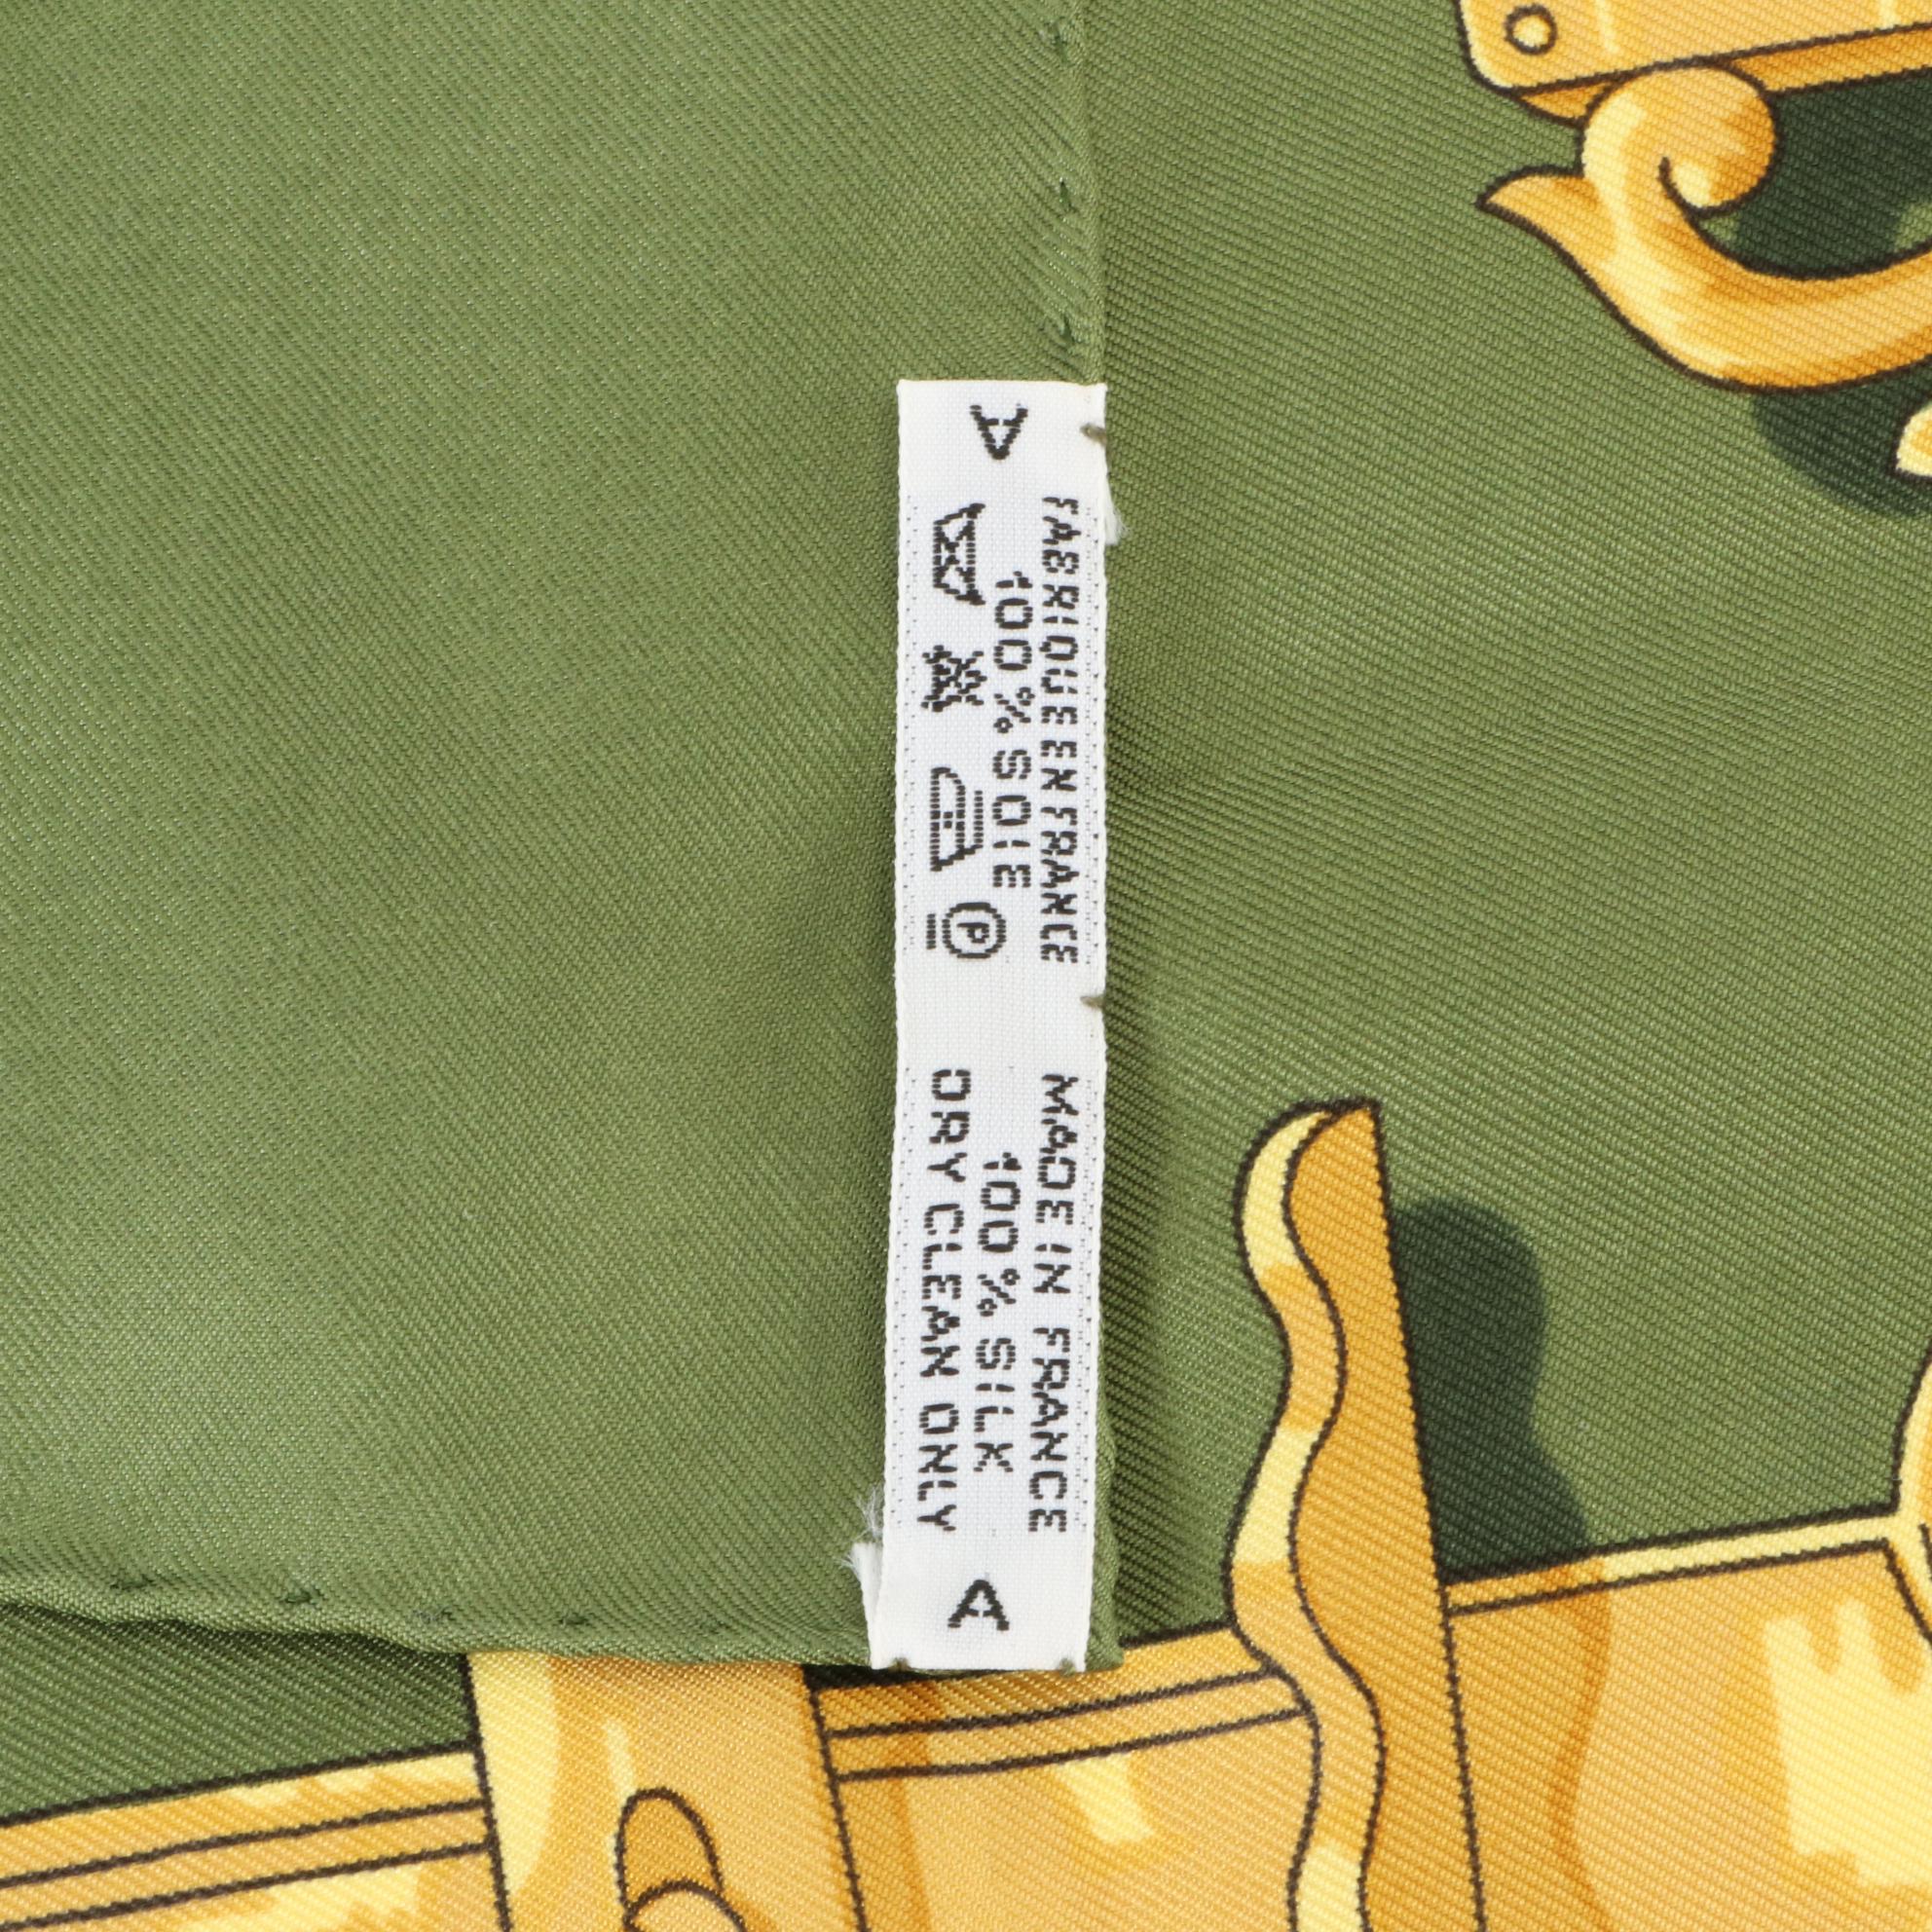 A
FABRIQUE EN FRANCE
100 % SOIE
P
MADE IN FRANCE
100 % SILK
DRY CLEAN ONLY
A